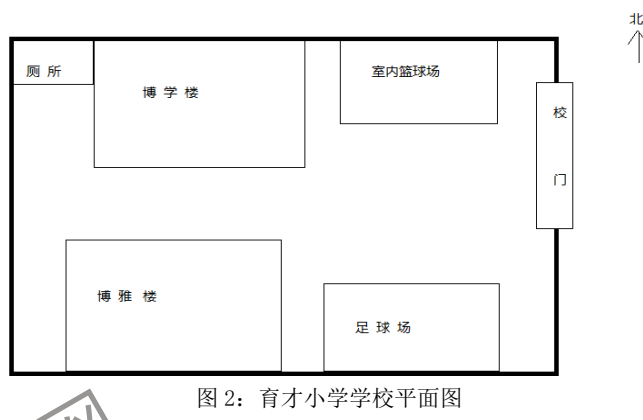 北
厕 所
博 学 楼
室内篮球场
校
门
博 雅 楼
足 球 场
图 2：育才小学学校平面图